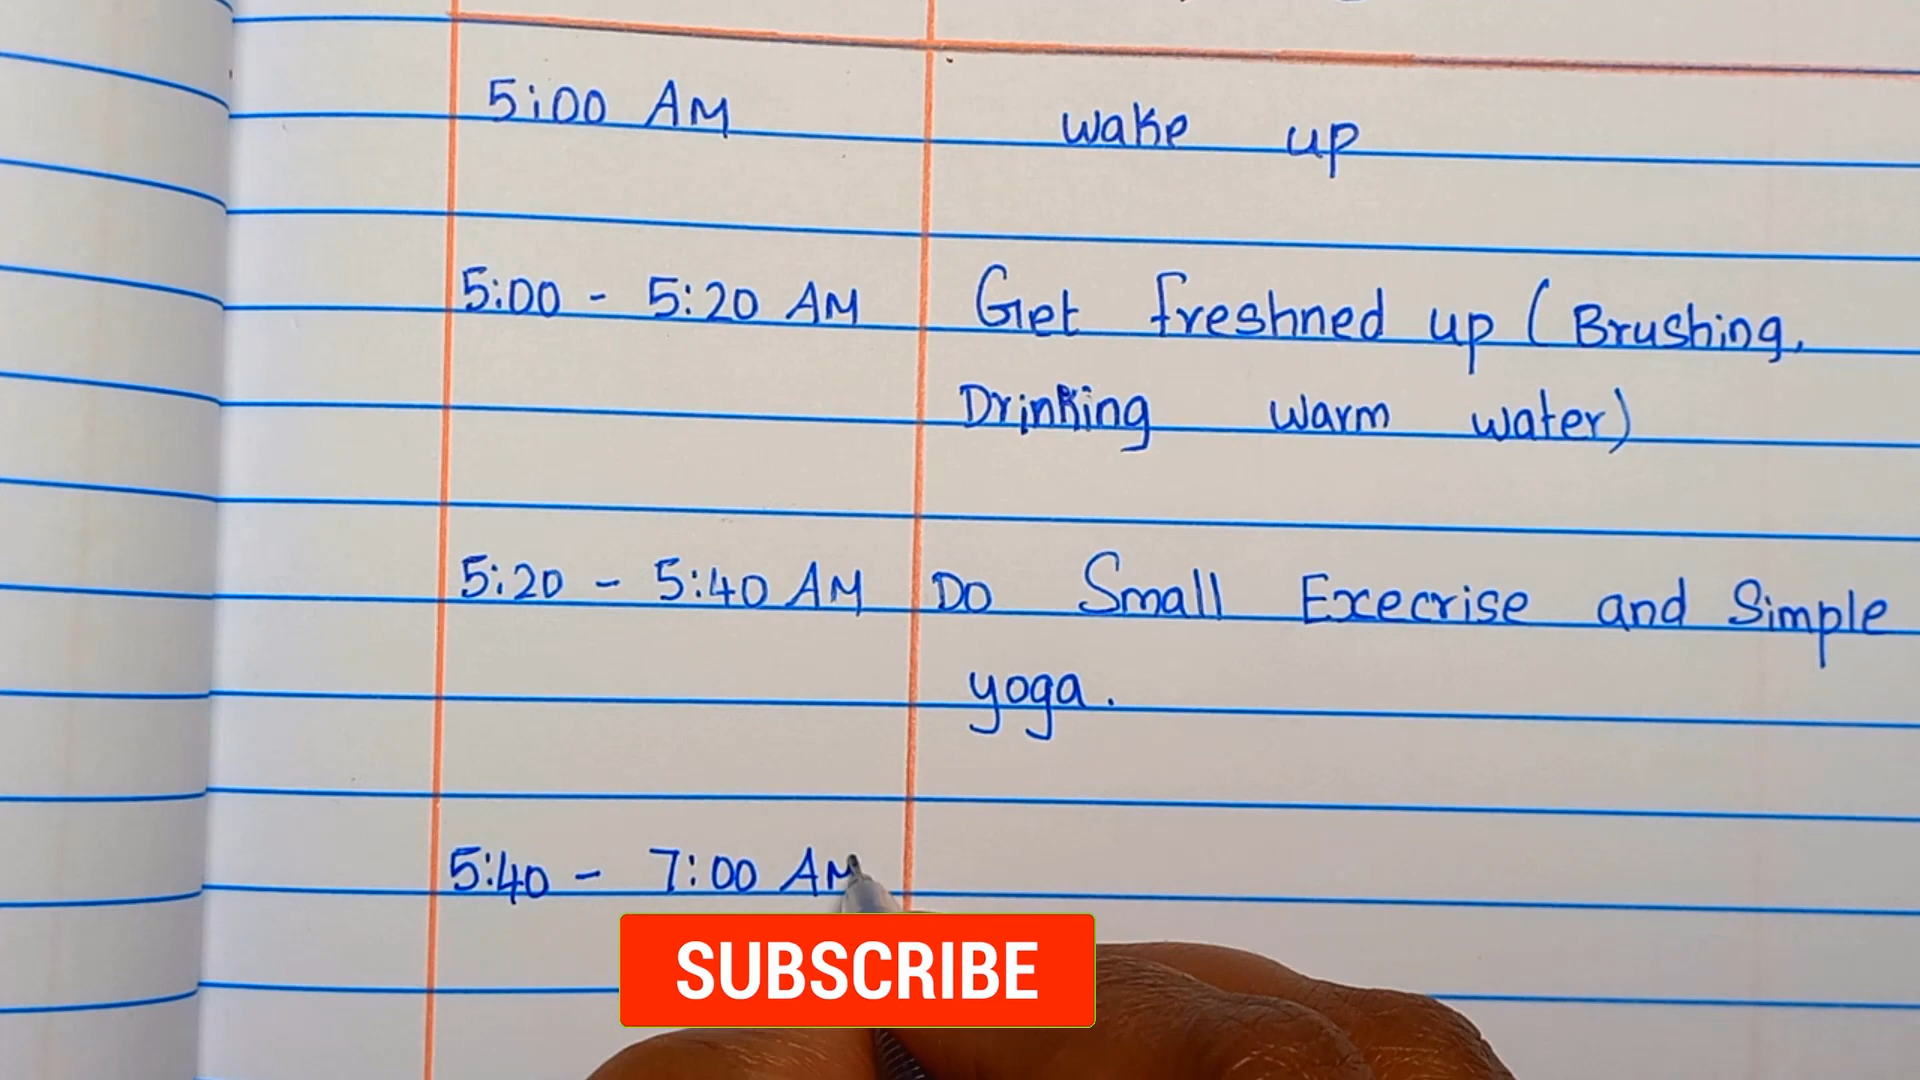 5:00 AM wake up
5:00 - 5:20 AM Get freshned up (Brushing,
Drinking warm water)
5:20 - 5:40 AM Do Small Execrise and Simple
yoga.
5:40 - 7:00 AM
SUBSCRIBE